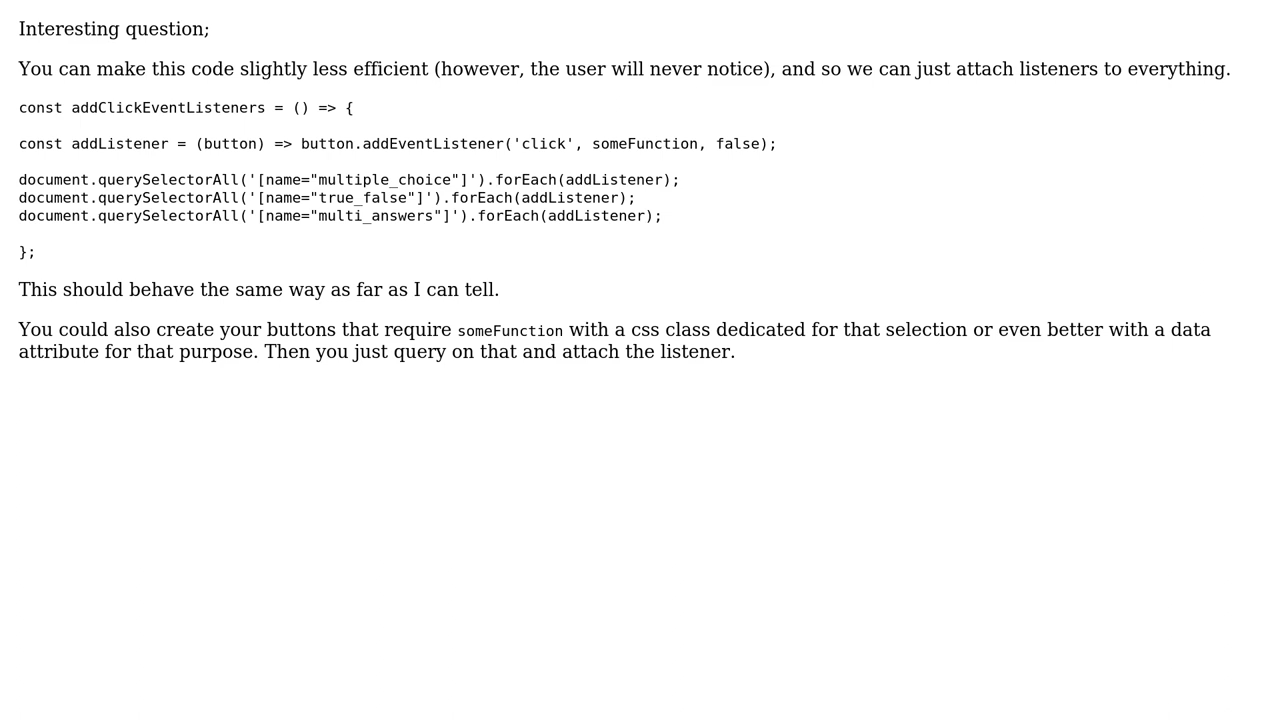 Interesting question;
You can make this code slightly less efficient (however, the user will never notice), and so we can just attach listeners to everything.
const addClickEventListeners = () => {
const addListener = (button) => button.addEventListener('click', someFunction, false);
document.querySelectorAll('[name="multiple_choice"]').forEach(addListener);
document.querySelectorAll('[name="true_false"]').forEach(addListener);
document.querySelectorAll('[name="multi_answers"]').forEach(addListener);
};
This should behave the same way as far as I can tell.
You could also create your buttons that require someFunction with a css class dedicated for that selection or even better with a data
attribute for that purpose. Then you just query on that and attach the listener.